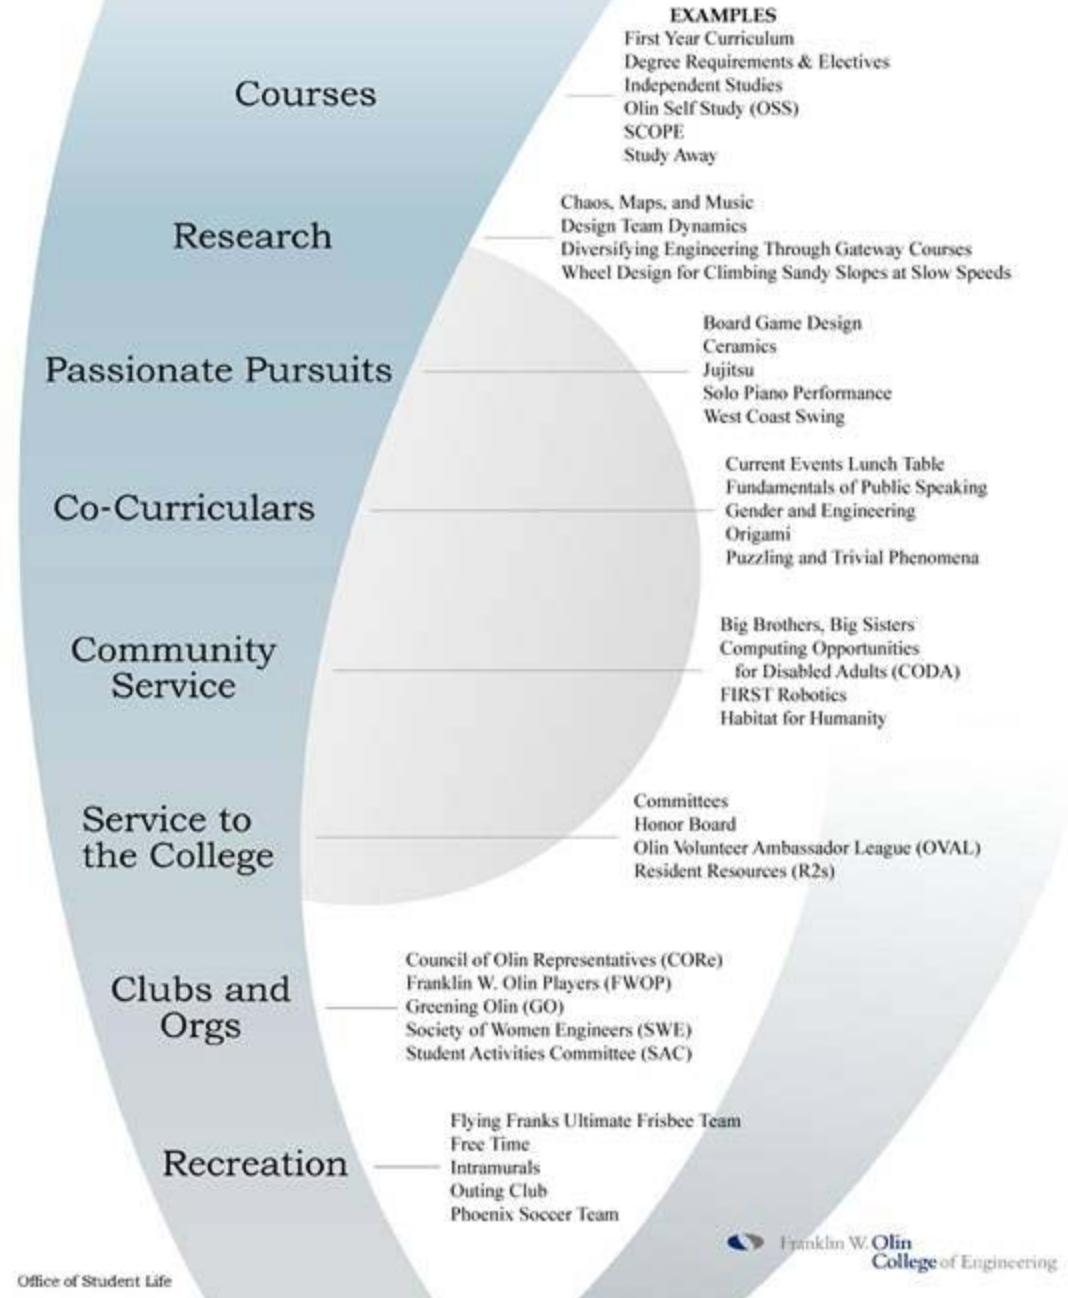 EXAMPLES
Courses
First Year Curriculum
Degree Requirements & Electives
Independent Studies
Olin Self Study (OSS)
SCOPE
Study Away
Research
Chaos, Maps, and Music
Design Team Dynamics
Diversifying Engineering Through Gateway Courses
Wheel Design for Climbing Sandy Slopes at Slow Speeds
Passionate Pursuits
Board Game Design
Ceramics
Jujitsu
Solo Piano Performance
West Coast Swing
Co-Curriculars
Current Events Lunch Table
Fundamentals of Public Speaking
Gender and Engineering
Origami
Puzzling and Trivial Phenomena
Community
Service
Big Brothers, Big Sisters
Computing Opportunities
for Disabled Adults (CODA)
FIRST Robotics
Habitat for Humanity
Service to
the College
Committees
Honor Board
Olin Volunteer Ambassador League (OVAL)
Resident Resources (R2s)
Clubs and
Orgs
Council of Olin Representatives (CORe)
Franklin W. Olin Players (FWOP)
Greening Olin (GO)
Society of Women Engineers (SWE)
Student Activities Committee (SAC)
Recreation
Flying Franks Ultimate Frisbee Team
Free Time
Intramurals
Outing Club
Phoenix Soccer Team
Franklin W. Olin
College of Engineering
Office of Student Life